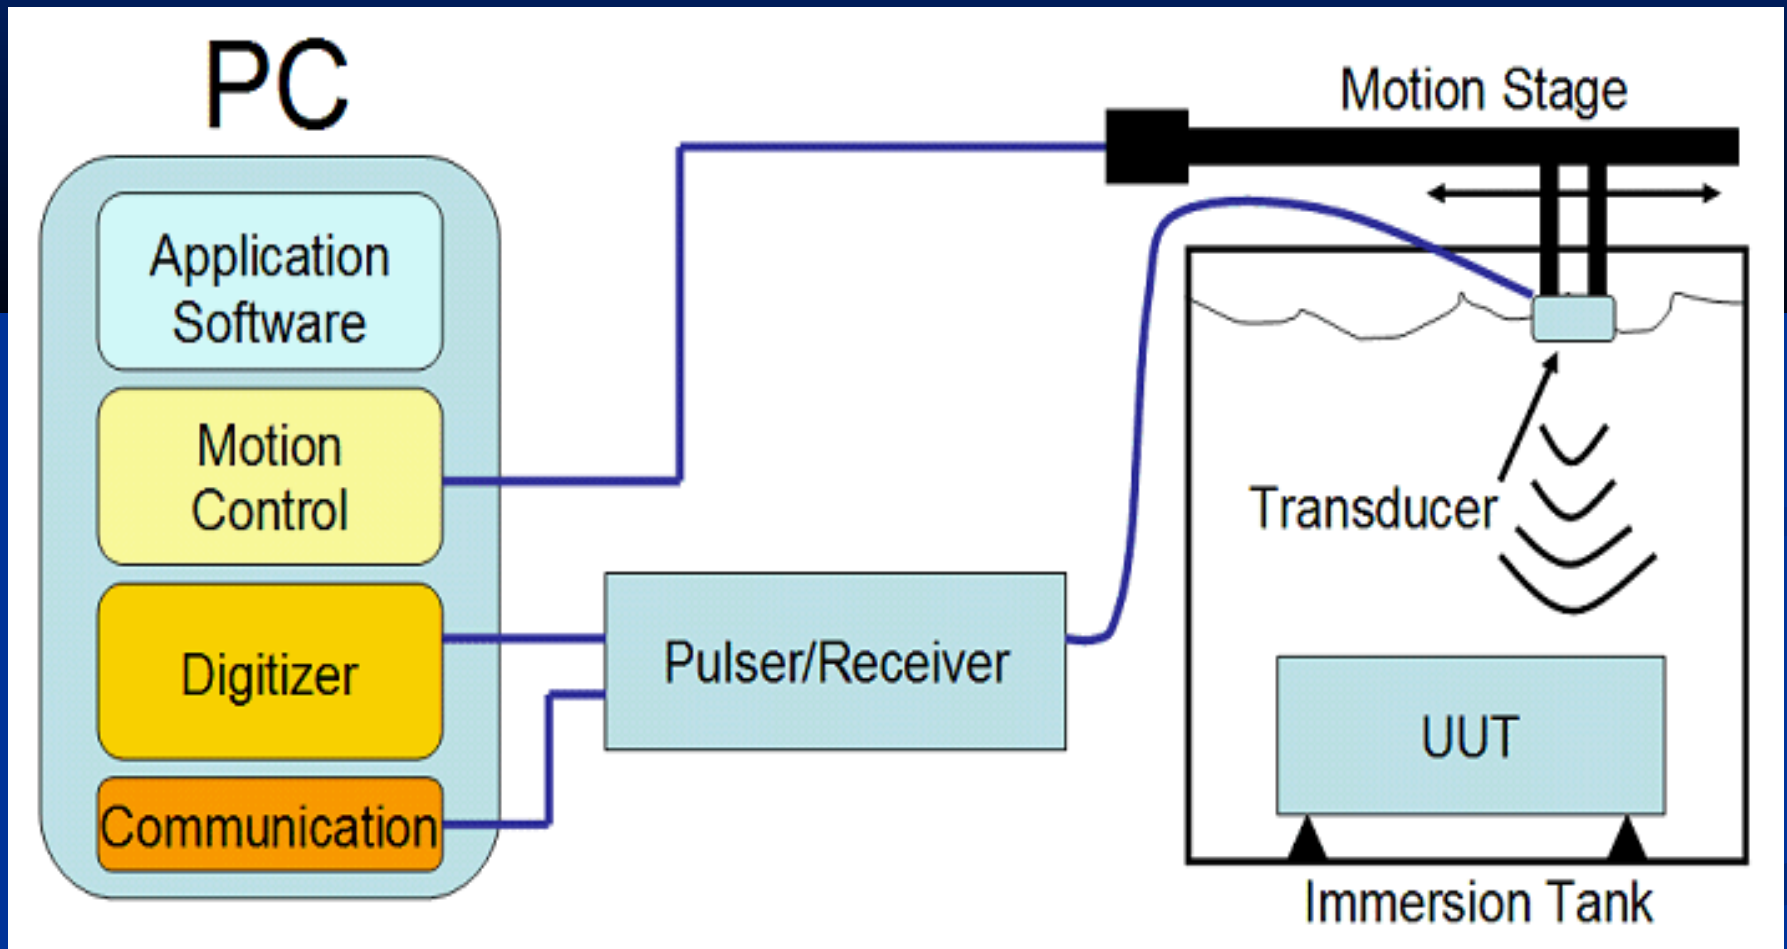 PC
Application
Software
Motion
Control
Digitizer
Communication
Pulser/Receiver
Motion Stage
Transducer
UUT
Immersion Tank